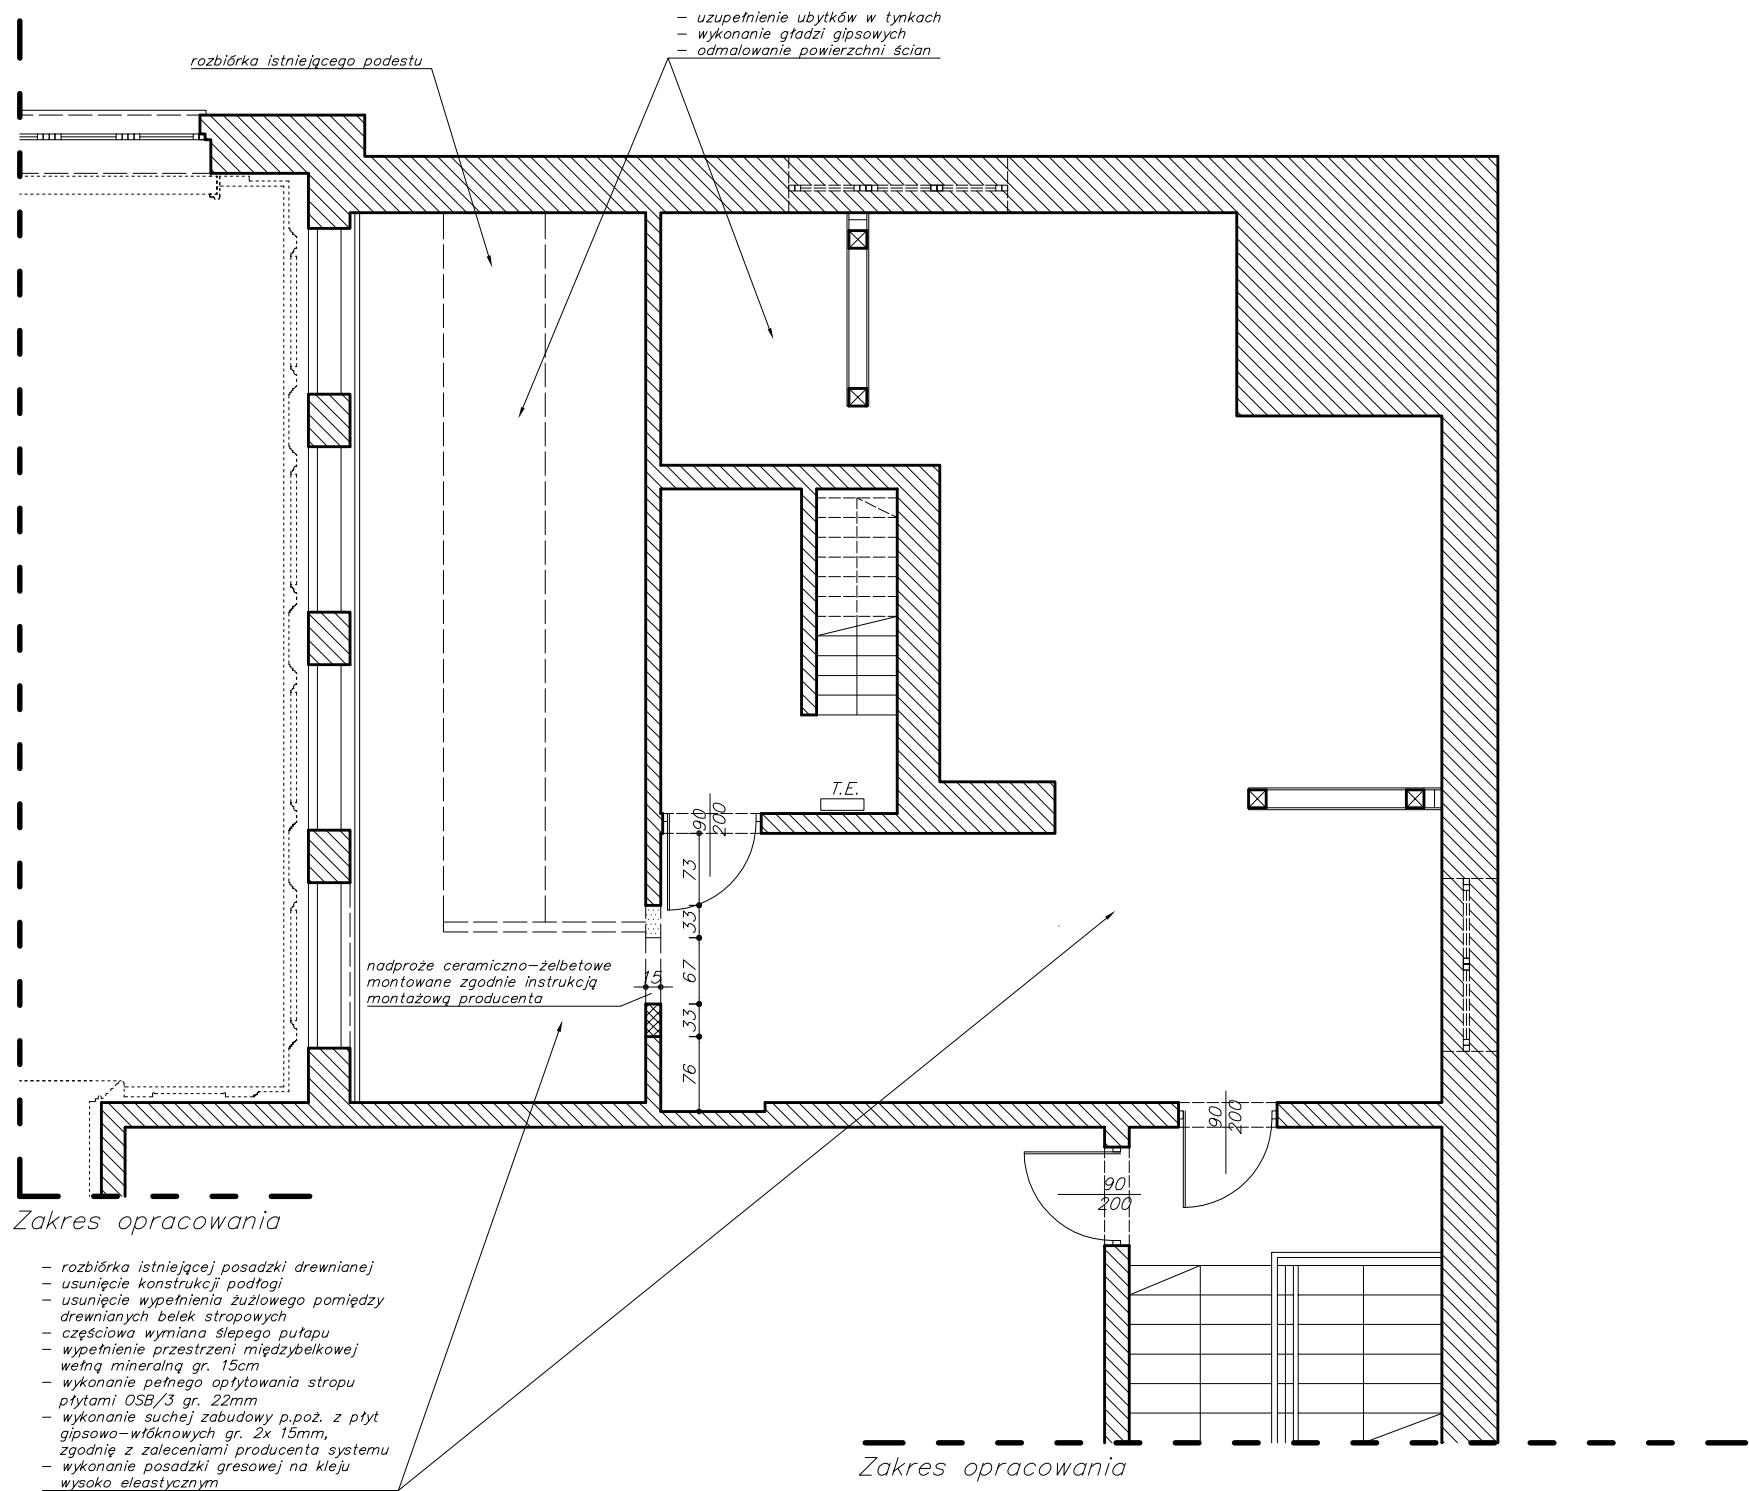 – uzupełnienie ubytków w tynkach
– wykonanie gładzi gipsowych
– odmalowanie powierzchni ścian
rozbiórka istniejącego podestu
T.E.
90
200
73
33
67
33
76
15
nadproże ceramiczno–żelbetowe
montowane zgodnie instrukcją
montażową producenta
90
200
90
200
Zakres opracowania
– rozbiórka istniejącej posadzki drewnianej
– usunięcie konstrukcji podłogi
– usunięcie wypełnienia żużlowego pomiędzy
drewnianych belek stropowych
– częściowa wymiana ślepego pułapu
– wypełnienie przestrzeni międzybelkowej
wełną mineralną gr. 15cm
– wykonanie pełnego opłytowania stropu
płytami OSB/3 gr. 22mm
– wykonanie suchej zabudowy p.poż. z płyt
gipsowo–włóknowych gr. 2x 15mm,
zgodnię z zaleceniami producenta systemu
– wykonanie posadzki gresowej na kleju
wysoko eleastycznym
Zakres opracowania